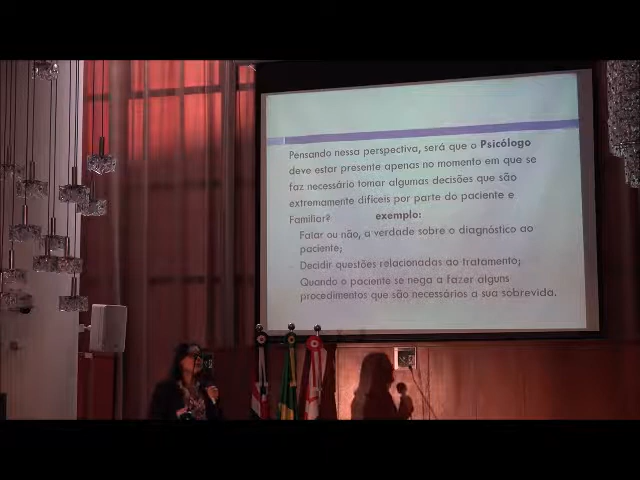 Pensando nessa perspectiva, será que o Psicólogo
deve estar presente apenas no momento em que se
faz necessário tomar algumas decisões que são
extremamente difíceis por parte do paciente e
Familiar? exemplo:
Falar ou não, a verdade sobre o diagnóstico ao
paciente;
Decidir questões relacionadas ao tratamento;
Quando o paciente se nega a fazer alguns
procedimentos que são necessários a sua sobrevida.